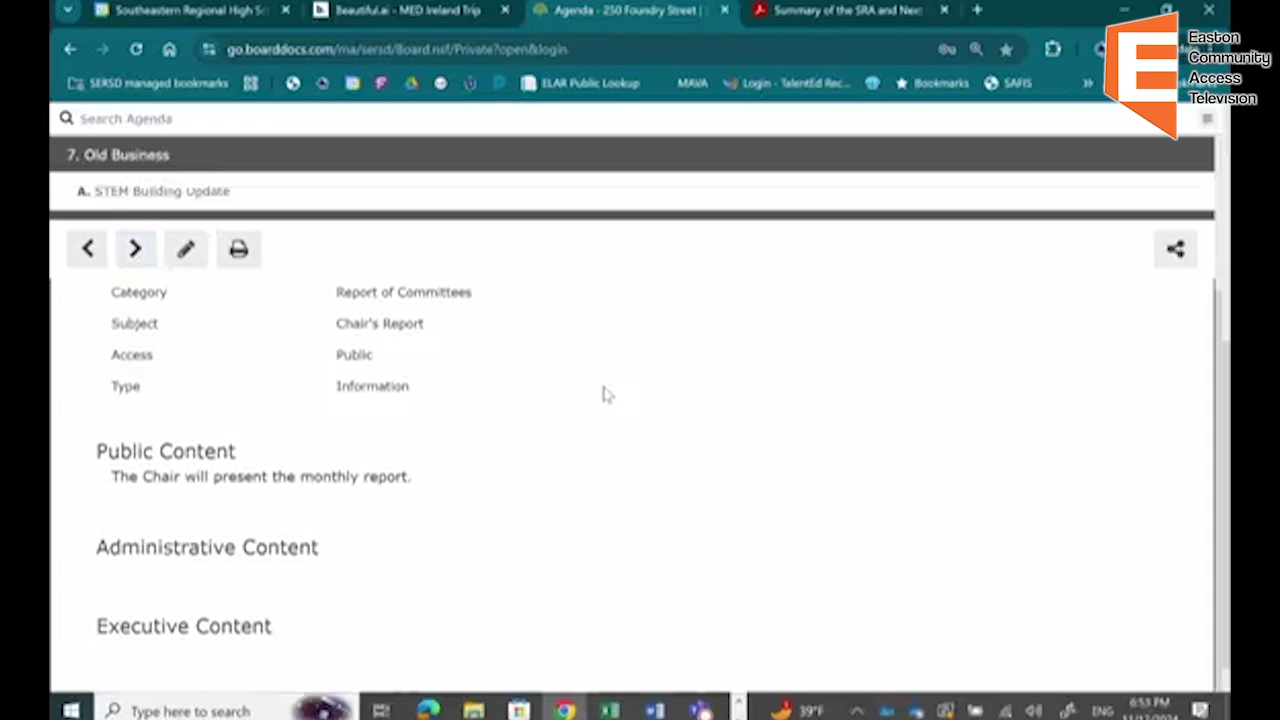 Southeastern Regional High Sc
Beautiful.ai - MED Ireland Trip
Agenda - 250 Foundry Street |
Summary of the SRA and Nex
go.boarddocs.com/ma/sersd/Board.nsf/Private?open&login
SERSD managed bookmarks
ELAR Public Lookup
MAVA
Login - TalentEd Rec...
Bookmarks
SAFIS
E
Easton
Community
Access
Television
Search Agenda
7. Old Business
A. STEM Building Update
Category Report of Committees
Subject Chair's Report
Access Public
Type Information
Public Content
The Chair will present the monthly report.
Administrative Content
Executive Content
Type here to search
39°F
ENG
6:53 PM